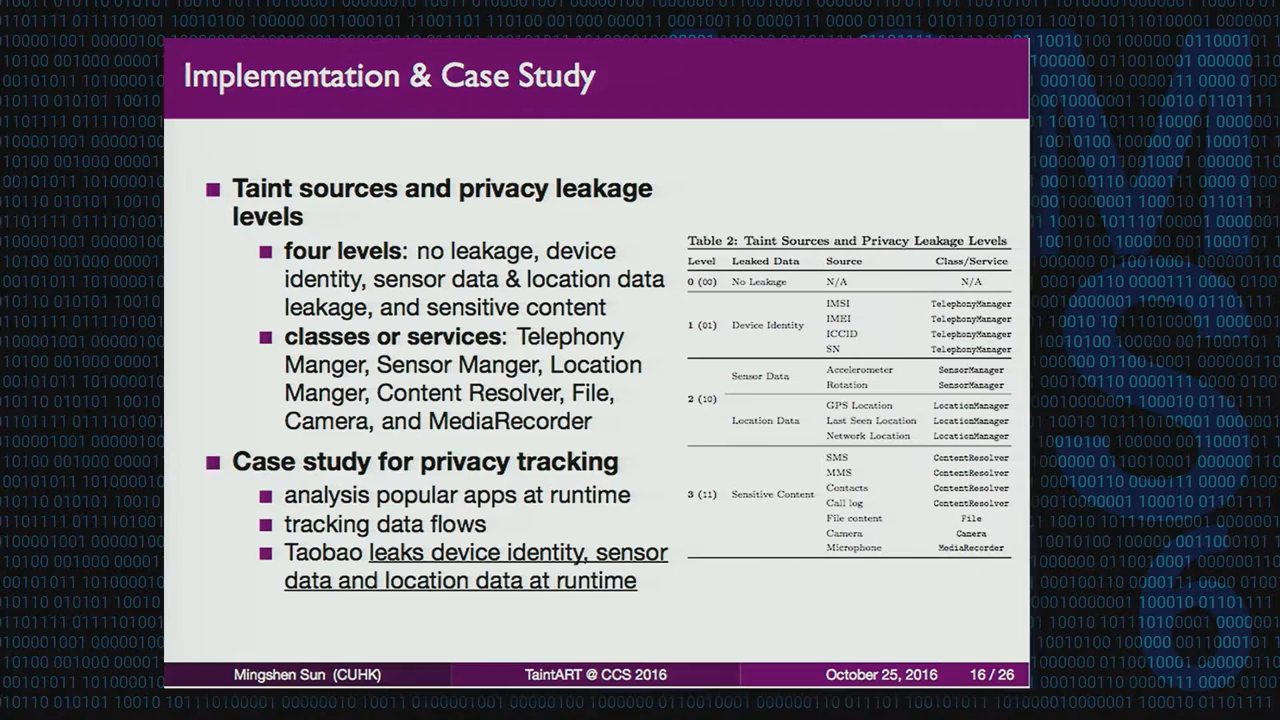 Implementation & Case Study
Taint sources and privacy leakage
levels
four levels: no leakage, device
identity, sensor data & location data
leakage, and sensitive content
classes or services: Telephony
Manger, Sensor Manger, Location
Manger, Content Resolver, File,
Camera, and MediaRecorder
Case study for privacy tracking
analysis popular apps at runtime
tracking data flows
Taobao leaks device identity, sensor
data and location data at runtime
Table 2: Taint Sources and Privacy Leakage Levels
Level Leaked Data Source Class/Service
0 (00) No Leakage N/A N/A
IMSI TelephonyManager
IMEI TelephonyManager
1 (01) Device Identity
ICCID TelephonyManager
SN TelephonyManager
Accelerometer SensorManager
Sensor Data
Rotation SensorManager
2 (10)
GPS Location LocationManager
Location Data Last Seen Location LocationManager
Network Location LocationManager
SMS ContentResolver
MMS ContentResolver
Contacts ContentResolver
3 (11) Sensitive Content
Call log ContentResolver
File content File
Camera Camera
Microphone MediaRecorder
Mingshen Sun (CUHK) TaintART @ CCS 2016 October 25, 2016 16 / 26